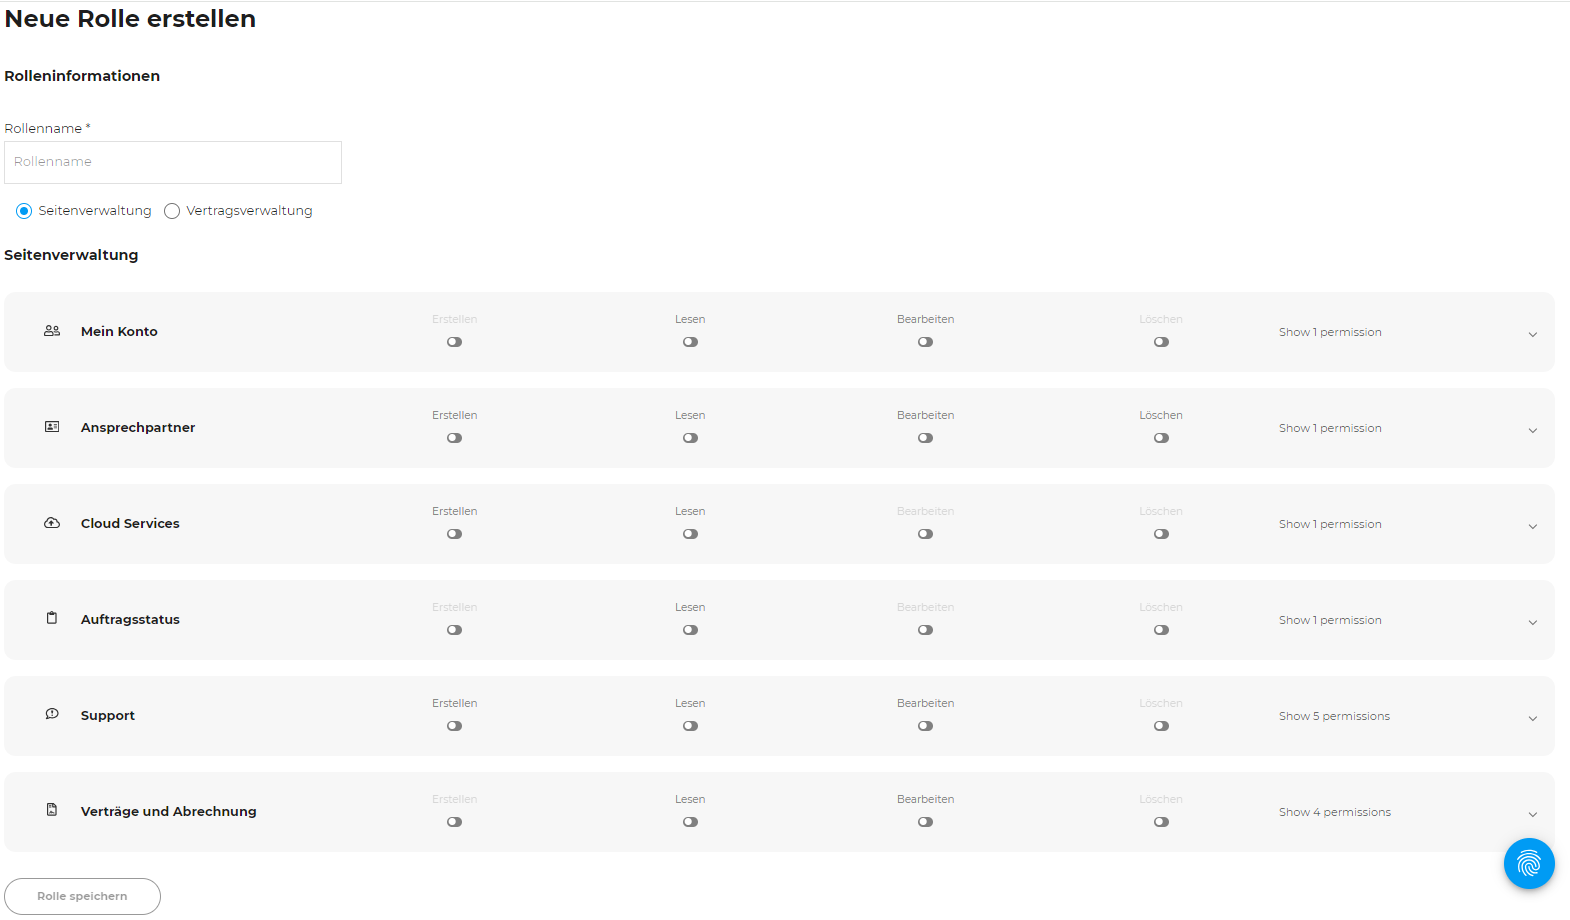 Neue Rolle erstellen
Rolleninformationen
Rollenname *
Rollenname
Seitenverwaltung Vertragsverwaltung
Seitenverwaltung
Mein Konto Erstellen Lesen Bearbeiten Löschen Show 1 permission
Ansprechpartner Erstellen Lesen Bearbeiten Löschen Show 1 permission
Cloud Services Erstellen Lesen Bearbeiten Löschen Show 1 permission
Auftragsstatus Erstellen Lesen Bearbeiten Löschen Show 1 permission
Support Erstellen Lesen Bearbeiten Löschen Show 5 permissions
Verträge und Abrechnung Erstellen Lesen Bearbeiten Löschen Show 4 permissions
Rolle speichern